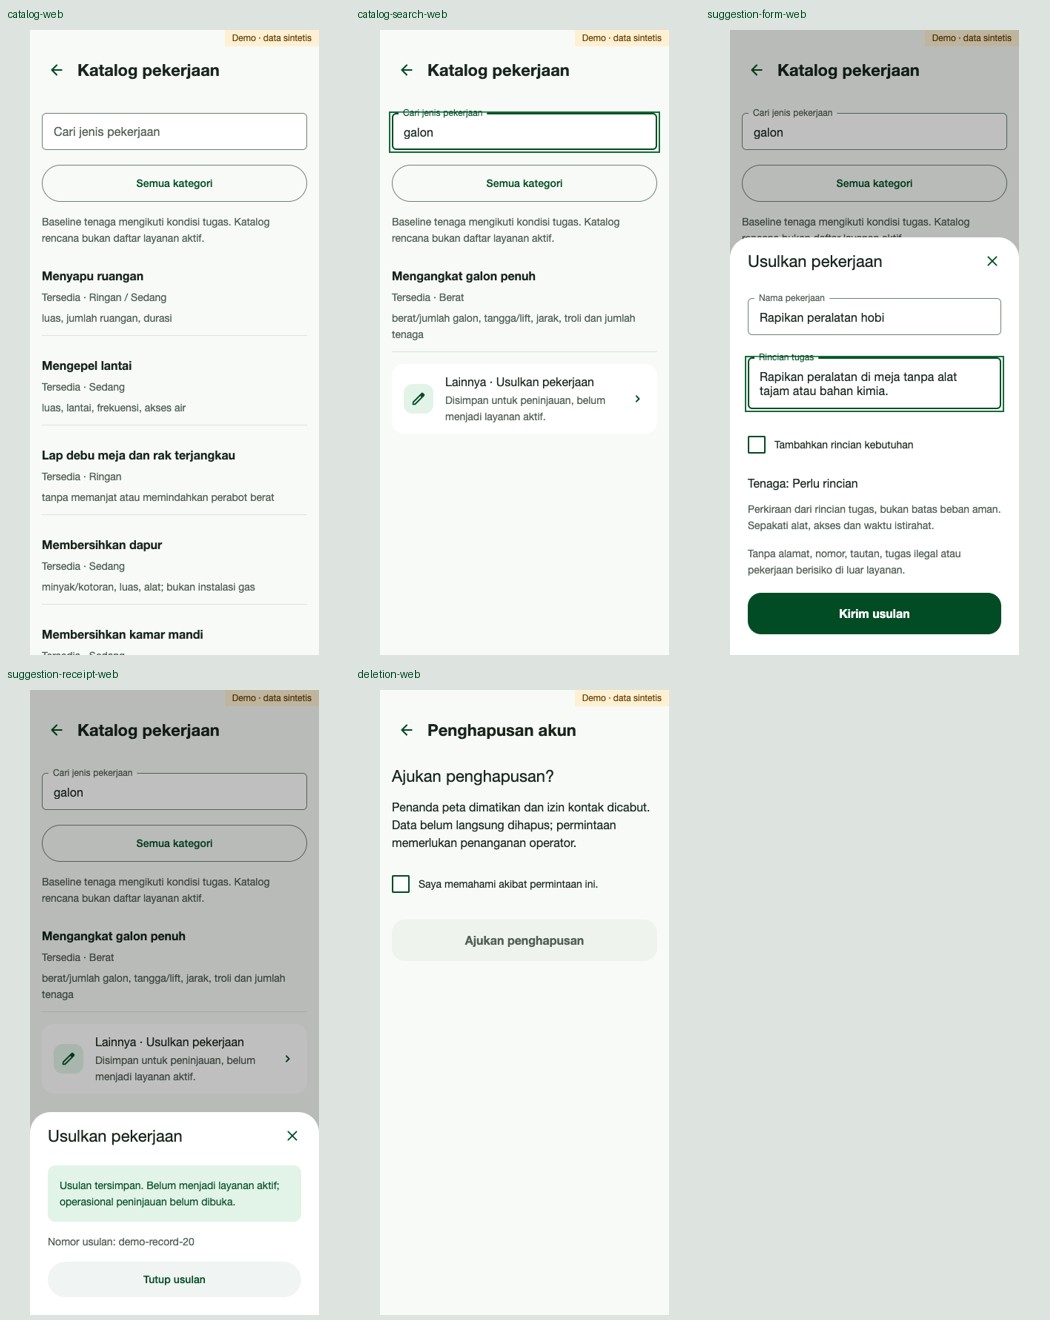 catalog-web
Demo · data sintetis
Katalog pekerjaan
Cari jenis pekerjaan
Semua kategori
Baseline tenaga mengikuti kondisi tugas. Katalog
rencana bukan daftar layanan aktif.
Menyapu ruangan
Tersedia · Ringan / Sedang
luas, jumlah ruangan, durasi
Mengepel lantai
Tersedia · Sedang
luas, lantai, frekuensi, akses air
Lap debu meja dan rak terjangkau
Tersedia · Ringan
tanpa memanjat atau memindahkan perabot berat
Membersihkan dapur
Tersedia · Sedang
minyak/kotoran, luas, alat; bukan instalasi gas
Membersihkan kamar mandi
Tersedia · Sedang
catalog-search-web
Demo · data sintetis
Katalog pekerjaan
Cari jenis pekerjaan
galon
Semua kategori
Baseline tenaga mengikuti kondisi tugas. Katalog
rencana bukan daftar layanan aktif.
Mengangkat galon penuh
Tersedia · Berat
berat/jumlah galon, tangga/lift, jarak, troli dan jumlah
tenaga
Lainnya · Usulkan pekerjaan
Disimpan untuk peninjauan, belum
menjadi layanan aktif.
suggestion-form-web
Demo · data sintetis
Katalog pekerjaan
Cari jenis pekerjaan
galon
Semua kategori
Baseline tenaga mengikuti kondisi tugas. Katalog
rencana bukan daftar layanan aktif.
Usulkan pekerjaan
Nama pekerjaan
Rapikan peralatan hobi
Rincian tugas
Rapikan peralatan di meja tanpa alat
tajam atau bahan kimia.
Tambahkan rincian kebutuhan
Tenaga: Perlu rincian
Perkiraan dari rincian tugas, bukan batas beban aman.
Sepakati alat, akses dan waktu istirahat.
Tanpa alamat, nomor, tautan, tugas ilegal atau
pekerjaan berisiko di luar layanan.
Kirim usulan
suggestion-receipt-web
Demo · data sintetis
Katalog pekerjaan
Cari jenis pekerjaan
galon
Semua kategori
Baseline tenaga mengikuti kondisi tugas. Katalog
rencana bukan daftar layanan aktif.
Mengangkat galon penuh
Tersedia · Berat
berat/jumlah galon, tangga/lift, jarak, troli dan jumlah
tenaga
Lainnya · Usulkan pekerjaan
Disimpan untuk peninjauan, belum
menjadi layanan aktif.
Usulkan pekerjaan
Usulan tersimpan. Belum menjadi layanan aktif;
operasional peninjauan belum dibuka.
Nomor usulan: demo-record-20
Tutup usulan
deletion-web
Demo · data sintetis
Penghapusan akun
Ajukan penghapusan?
Penanda peta dimatikan dan izin kontak dicabut.
Data belum langsung dihapus; permintaan
memerlukan penanganan operator.
Saya memahami akibat permintaan ini.
Ajukan penghapusan